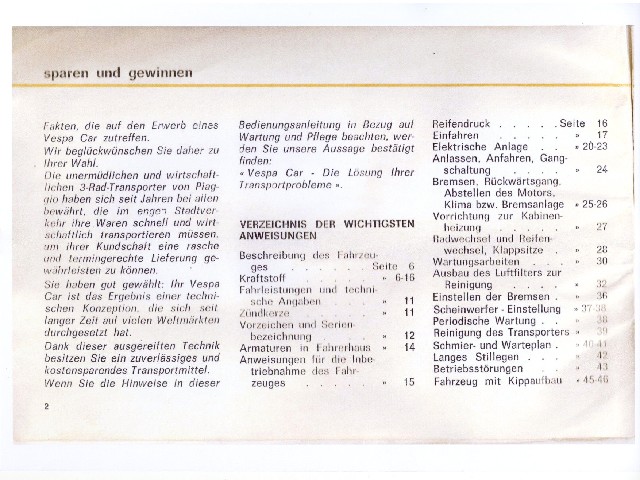 sparen und gewinnen
Fakten, die auf den Erwerb eines
Vespa Car zutreffen.
Wir beglückwünschen Sie daher zu
Ihrer Wahl.
Die unermüdlichen und wirtschaft-
lichen 3-Rad-Transporter von Piag-
gio haben sich seit Jahren bei allen
bewährt, die im engen Stadtver-
kehr ihre Waren schnell und wirt-
schaftlich transportieren müssen,
um ihrer Kundschaft eine rasche
und termingerechte Lieferung ge-
währleisten zu können.
Sie haben gut gewählt: Ihr Vespa
Car ist das Ergebnis einer techni-
schen Konzeption, die sich seit
langer Zeit auf vielen Weltmärkten
durchgesetzt hat.
Dank dieser ausgereiften Technik
besitzen Sie ein zuverlässiges und
kostensparendes Transportmittel.
Wenn Sie die Hinweise in dieser
2
Bedienungsanleitung in Bezug auf
Wartung und Pflege beachten, wer-
den Sie unsere Aussage bestätigt
finden:
« Vespa Car - Die Lösung Ihrer
Transportprobleme ».
VERZEICHNIS DER WICHTIGSTEN
ANWEISUNGEN
Beschreibung des Fahrzeu-
ges . . . . . . Seite 6
Kraftstoff . . . . . » 6-16
Fahrleistungen und techni-
sche Angaben . . . » 11
Zündkerze . . . . . » 11
Vorzeichen und Serien-
bezeichnung . . . . » 12
Armaturen in Fahrerhaus » 14
Anweisungen für die Inbe-
triebnahme des Fahr-
zeuges . . . . . » 15
Reifendruck . . . . . Seite 16
Einfahren . . . . . » 17
Elektrische Anlage . . » 20-23
Anlassen, Anfahren, Gang-
schaltung . . . . » 24
Bremsen, Rückwärtsgang,
Abstellen des Motors,
Klima bzw. Bremsanlage » 25-26
Vorrichtung zur Kabinen-
heizung . . . . . » 27
Radwechsel und Reifen-
wechsel, Klappsitze . » 28
Wartungsarbeiten . . » 30
Ausbau des Luftfilters zur
Reinigung . . . . » 32
Einstellen der Bremsen . » 36
Scheinwerfer - Einstellung » 37-38
Periodische Wartung . . » 38
Reinigung des Transporters » 39
Schmier- und Warteplan . » 40-41
Langes Stillegen . . . » 42
Betriebsstörungen . . » 43
Fahrzeug mit Kippaufbau » 45-46